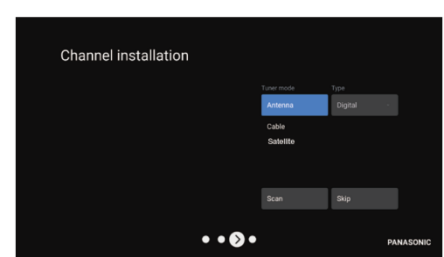 Channel installation
Tuner mode Type
Antenna Digital
Cable
Satellite
Scan Skip
PANASONIC